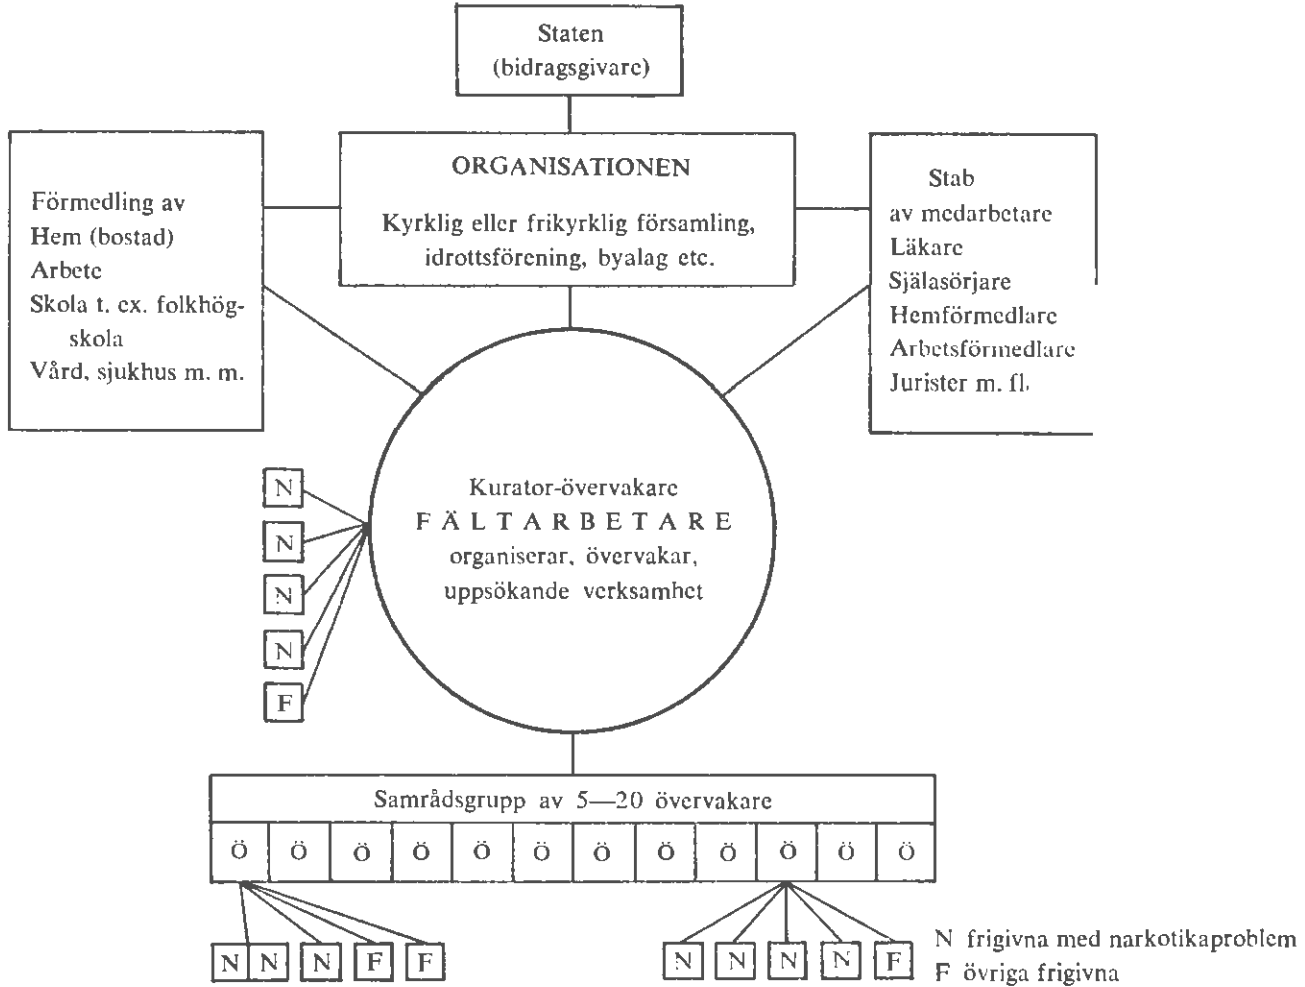 Staten
(bidragsgivare)
ORGANISATIONEN
Kyrklig eller frikyrklig församling,
idrottsförening, byalag etc.
Förmedling av
Hem (bostad)
Arbete
Skola t. ex. folkhög-
skola
Vård, sjukhus m. m.
Stab
av medarbetare
Läkare
Själasörjare
Hemförmedlare
Arbetsförmedlare
Jurister m. fl.
Kurator-övervakare
FÄLTARBETARE
organiserar, övervakar,
uppsökande verksamhet
N
N
N
N
F
Samrådsgrupp av 5—20 övervakare
Ö Ö Ö Ö Ö Ö Ö Ö Ö Ö Ö Ö
N N N F F
N N N N F
N frigivna med narkotikaproblem
F övriga frigivna